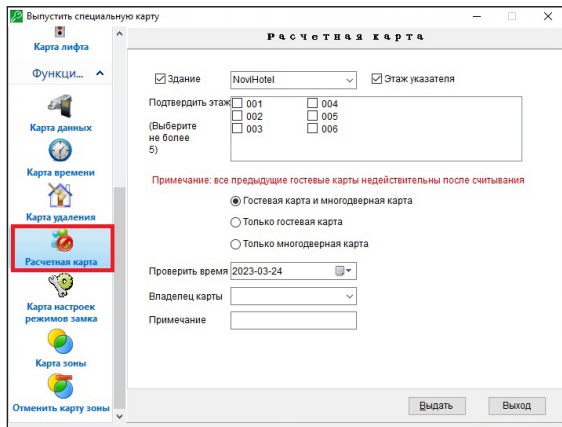 Выпустить специальную карту
Карта лифта
Функци...
Карта данных
Карта времени
Карта удаления
Расчетная карта
Карта настроек
режимов замка
Карта зоны
Отменить карту зоны
Расчетная карта
Здание NoviHotel Этаж указателя
Подтвердить этаж 001 004
002 005
(Выберите
не более 003 006
5)
Примечание: все предыдущие гостевые карты недействительны после считывания
Гостевая карта и многодверная карта
Только гостевая карта
Только многодверная карта
Проверить время 2023-03-24
Владелец карты
Примечание
Выдать Выход